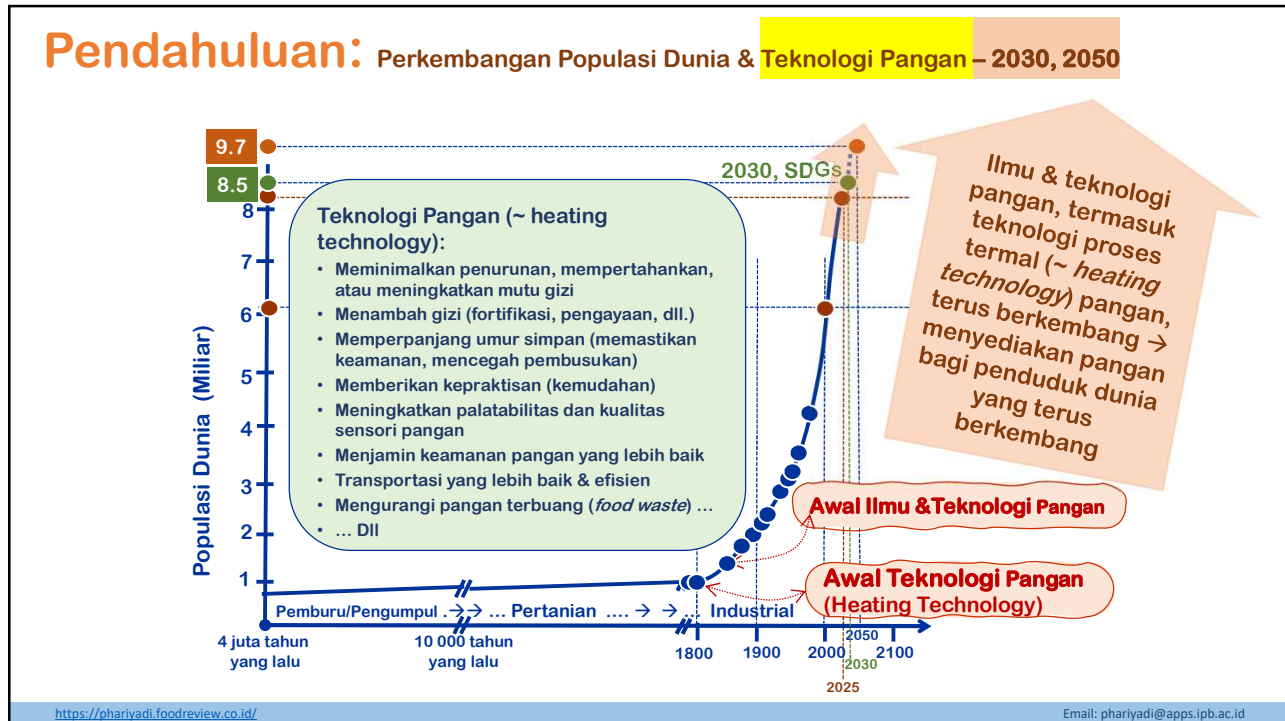 Pendahuluan: Perkembangan Populasi Dunia & Teknologi Pangan – 2030, 2050
9.7
8.5
8
7
6
5
4
3
2
1
Populasi Dunia (Miliar)
2030, SDGs
Teknologi Pangan (~ heating
technology):
• Meminimalkan penurunan, mempertahankan,
atau meningkatkan mutu gizi
• Menambah gizi (fortifikasi, pengayaan, dll.)
• Memperpanjang umur simpan (memastikan
keamanan, mencegah pembusukan)
• Memberikan kepraktisan (kemudahan)
• Meningkatkan palatabilitas dan kualitas
sensori pangan
• Menjamin keamanan pangan yang lebih baik
• Transportasi yang lebih baik & efisien
• Mengurangi pangan terbuang (food waste) …
• … Dll
Ilmu & teknologi
pangan, termasuk
teknologi proses
termal (~ heating
technology) pangan,
terus berkembang →
menyediakan pangan
bagi penduduk dunia
yang terus
berkembang
Awal Ilmu &Teknologi Pangan
Awal Teknologi Pangan
(Heating Technology)
Pemburu/Pengumpul .→→ … Pertanian …. → → … Industrial
4 juta tahun
yang lalu
10 000 tahun
yang lalu
1800
1900
2000
2050
2100
2030
2025
https://phariyadi.foodreview.co.id/
Email: phariyadi@apps.ipb.ac.id